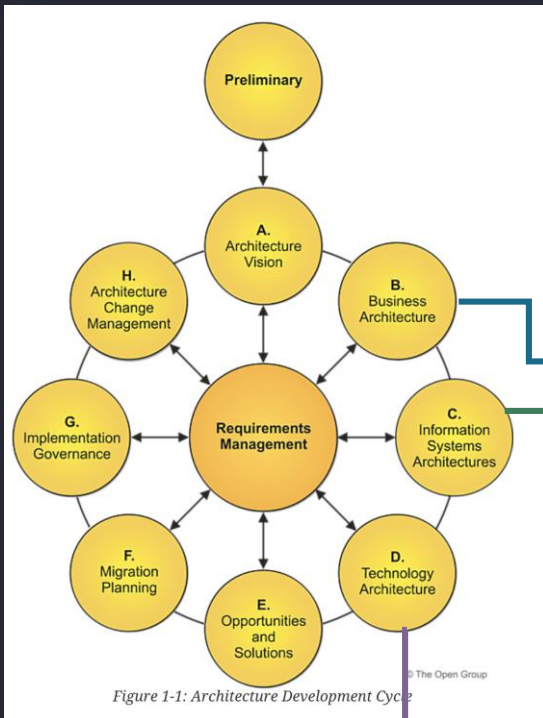 Preliminary
A.
Architecture
Vision
B.
Business
Architecture
C.
Information
Systems
Architectures
D.
Technology
Architecture
E.
Opportunities
and
Solutions
F.
Migration
Planning
G.
Implementation
Governance
H.
Architecture
Change
Management
Requirements
Management
© The Open Group
Figure 1-1: Architecture Development Cycle